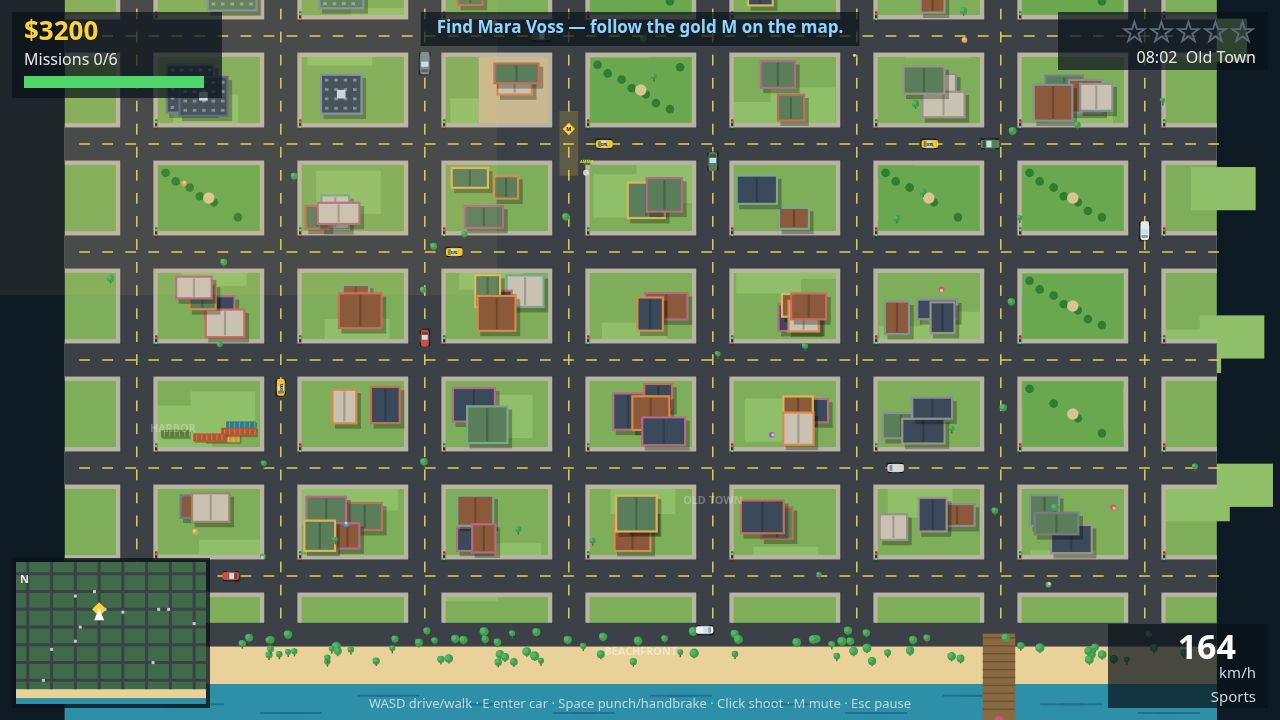 $3200
Missions 0/6
Find Mara Voss — follow the gold M on the map.
08:02 Old Town
M
HARBOR
OLD TOWN
N
BEACHFRONT
164
km/h
Sports
WASD drive/walk · E enter car · Space punch/handbrake · Click shoot · M mute · Esc pause